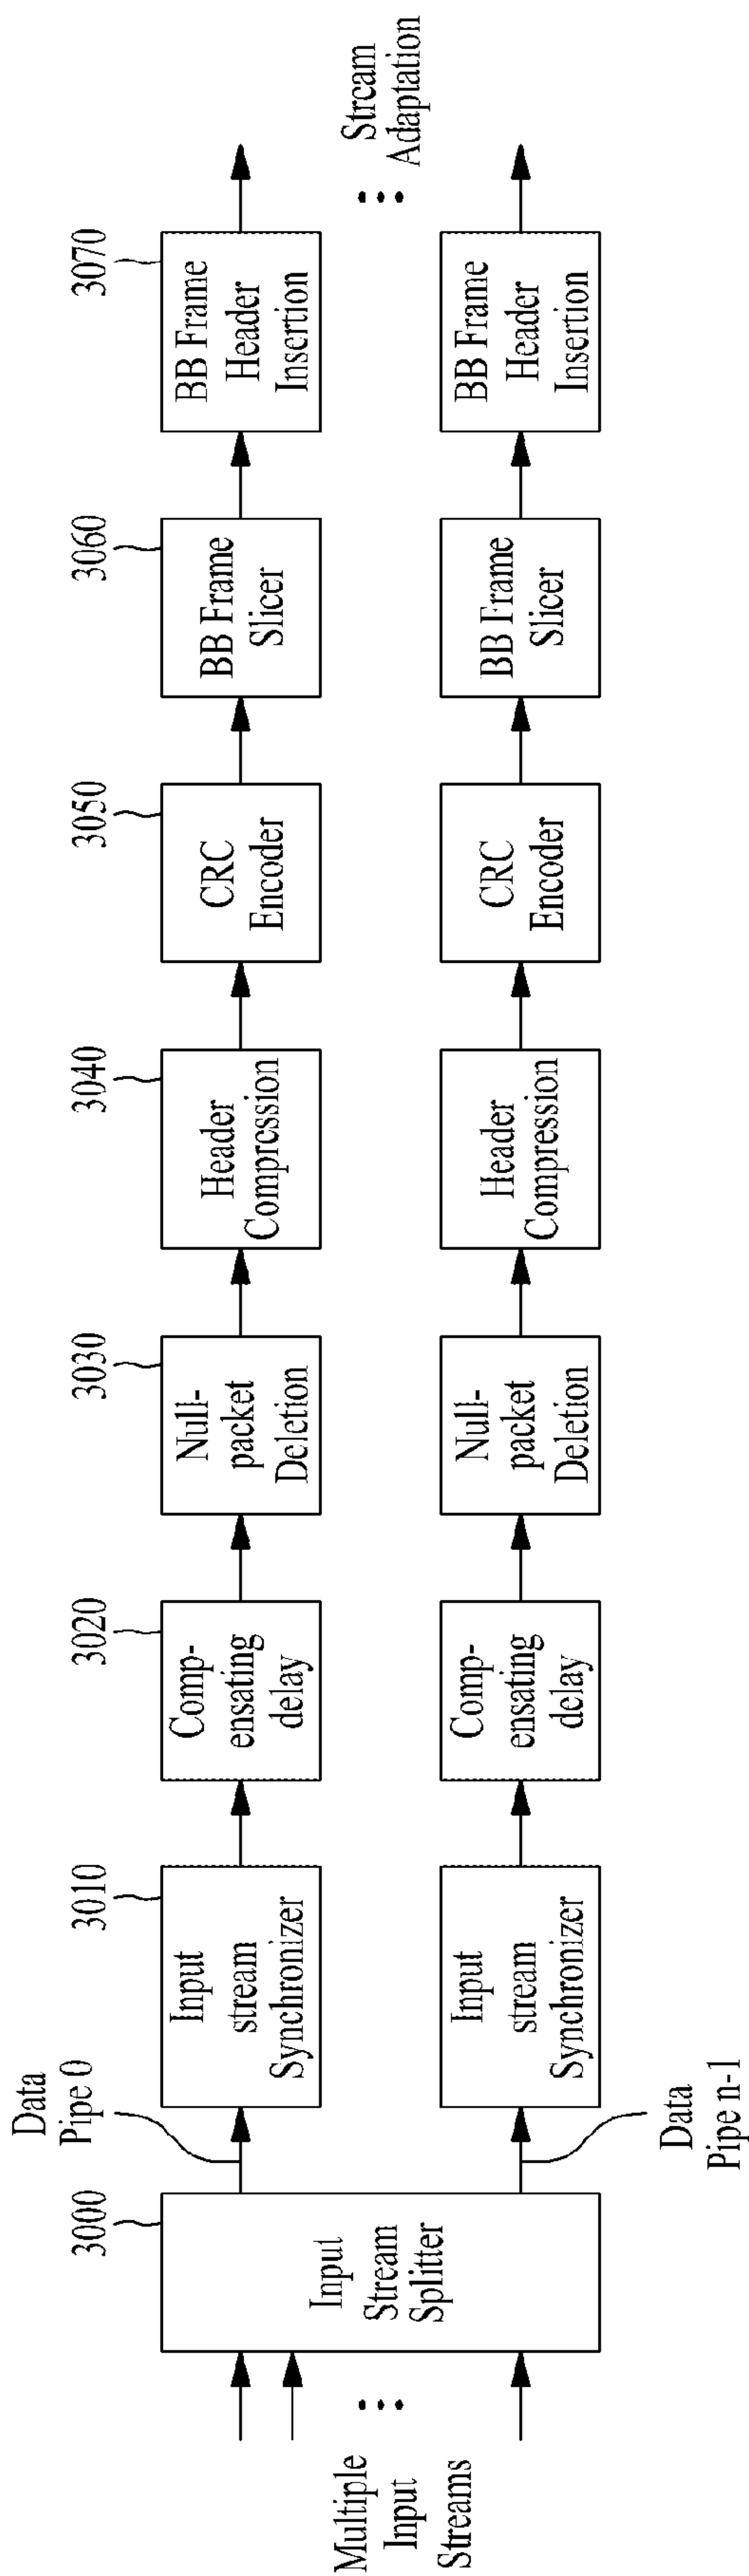 Multiple
Input
Streams
3000
Input
Stream
Splitter
Data
Pipe 0
3010
Input
stream
Synchronizer
3020
Comp-
ensating
delay
3030
Null-
packet
Deletion
3040
Header
Compression
3050
CRC
Encoder
3060
BB Frame
Slicer
3070
BB Frame
Header
Insertion
Stream
Adaptation
Data
Pipe n-1
Input
stream
Synchronizer
Comp-
ensating
delay
Null-
packet
Deletion
Header
Compression
CRC
Encoder
BB Frame
Slicer
BB Frame
Header
Insertion